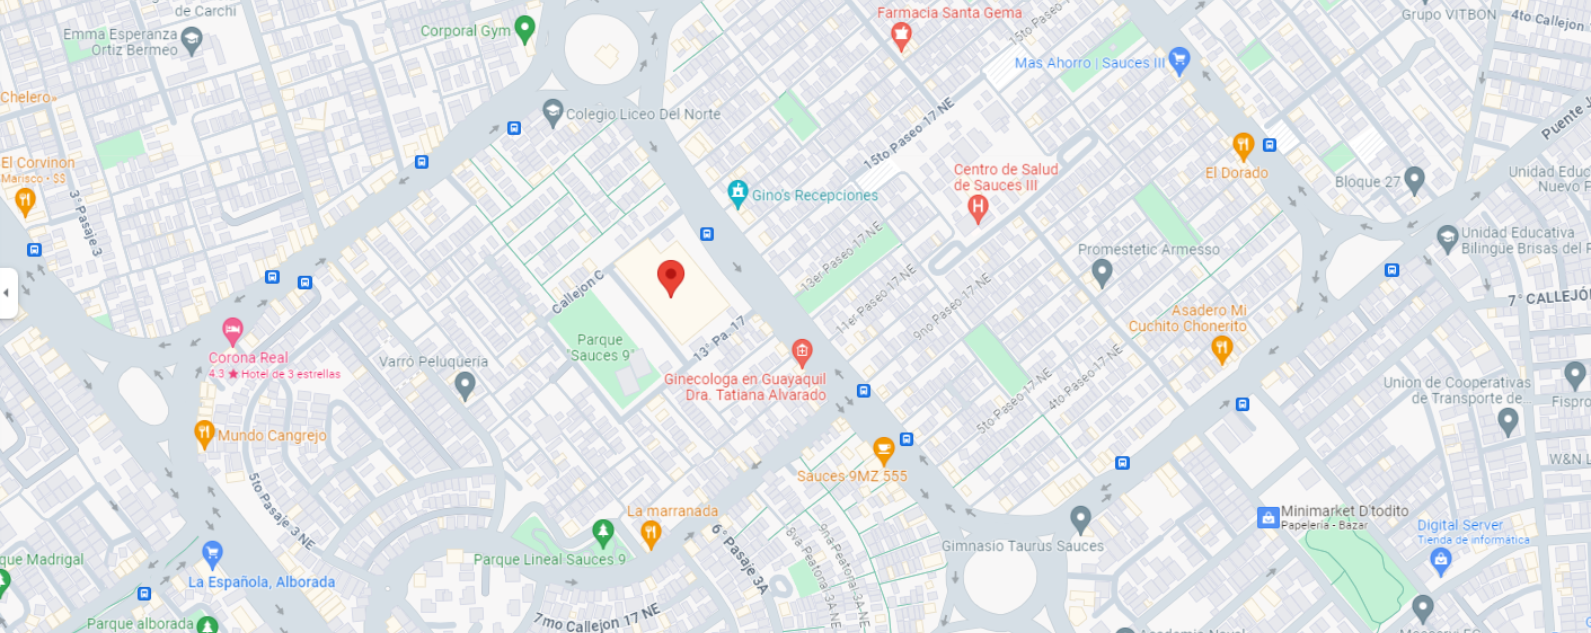 de Carchi
Emma Esperanza
Ortiz Bermeo
Corporal Gym
Farmacia Santa Gema
15to Paseo
Grupo VITBON
4to Callejon
Mas Ahorro | Sauces III
Chelero»
Colegio Liceo Del Norte
15to Paseo 17 NE
Puente
El Corvinon
Marisco • $$
El Dorado
Centro de Salud
de Sauces III
Bloque 27
Unidad Educ
Nuevo
3° Pasaje 3
Gino's Recepciones
13er Paseo 17 NE
Promestetic Armesso
Unidad Educativa
Bilingüe Brisas del
Callejon C
11er Paseo 17 NE
9no Paseo 17 NE
7° CALLEJÓ
Asadero Mi
Cuchito Chonerito
Corona Real
4.3 ★ Hotel de 3 estrellas
Varró Peluquería
Parque
"Sauces 9"
13° Pa. 17
Ginecologa en Guayaquil
Dra. Tatiana Alvarado
5to Paseo 17 NE
4to Paseo 17 NE
Union de Cooperativas
de Transporte de
Fispro
Mundo Cangrejo
Sauces 9MZ 555
W&N L
5to Pasaje 3 NE
La marranada
6° Pasaje 3A
8va Peatonal 3A NE
9na Peatonal 3A NE
Minimarket D'todito
Papelería - Bazar
Digital Server
Tienda de informática
Gimnasio Taurus Sauces
que Madrigal
Parque Lineal Sauces 9
La Española, Alborada
7mo Callejon 17 NE
Parque alborada